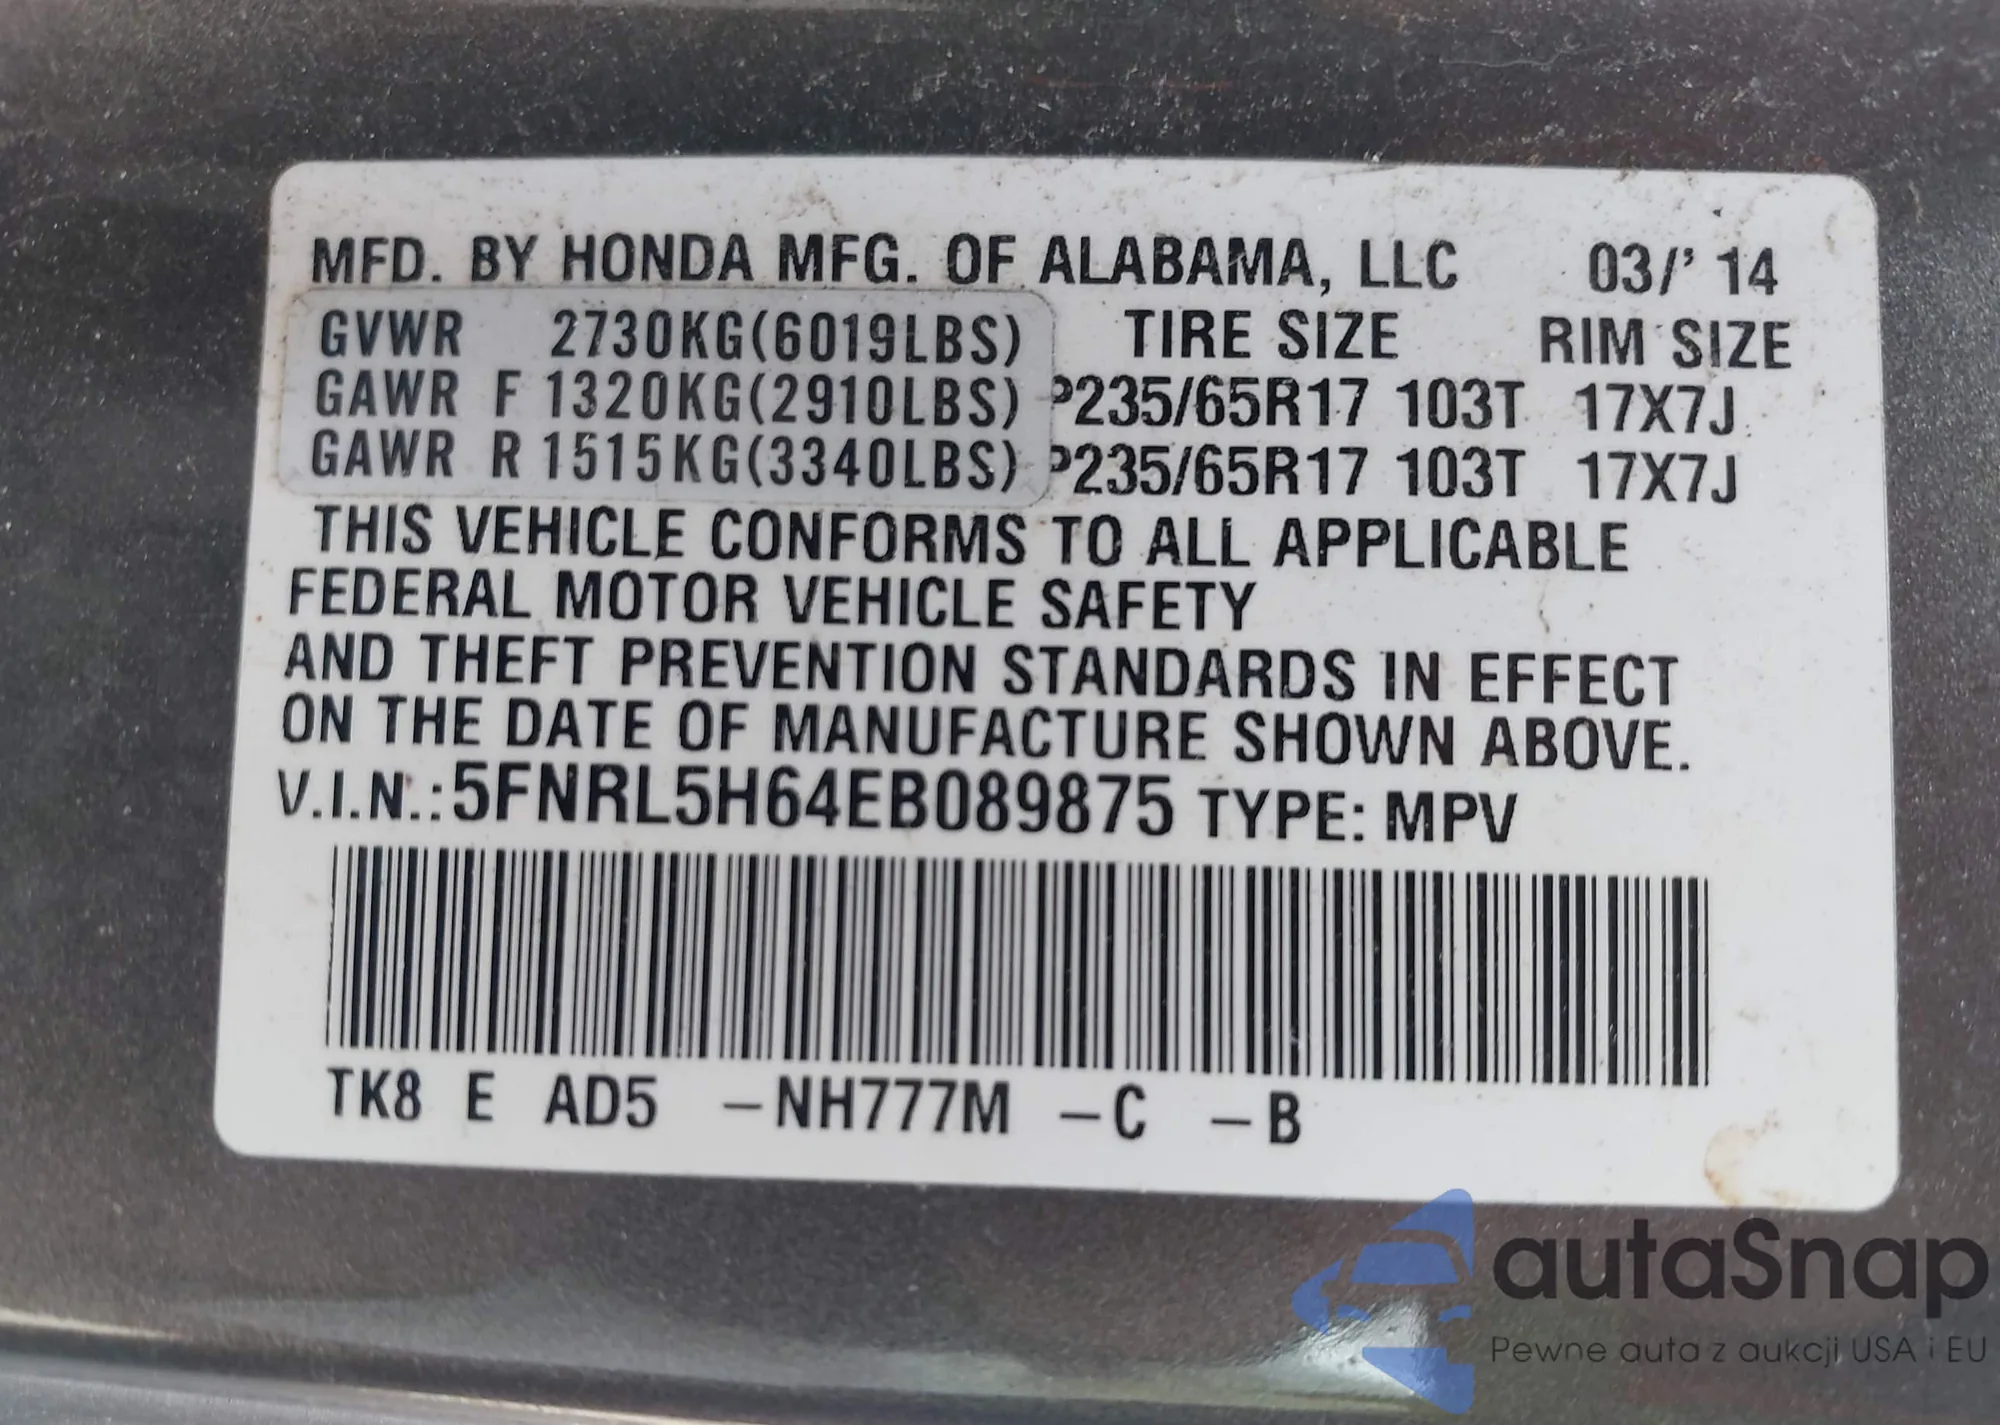 MFD. BY HONDA MFG. OF ALABAMA, LLC 03/' 14
GVWR 2730KG(6019LBS) TIRE SIZE RIM SIZE
GAWR F 1320KG(2910LBS) P235/65R17 103T 17X7J
GAWR R 1515KG(3340LBS) P235/65R17 103T 17X7J
THIS VEHICLE CONFORMS TO ALL APPLICABLE
FEDERAL MOTOR VEHICLE SAFETY
AND THEFT PREVENTION STANDARDS IN EFFECT
ON THE DATE OF MANUFACTURE SHOWN ABOVE.
V.I.N.: 5FNRL5H64EB089875 TYPE: MPV
TK8 E AD5 –NH777M –C –B
autaSnap
Pewne auta z aukcji USA i EU